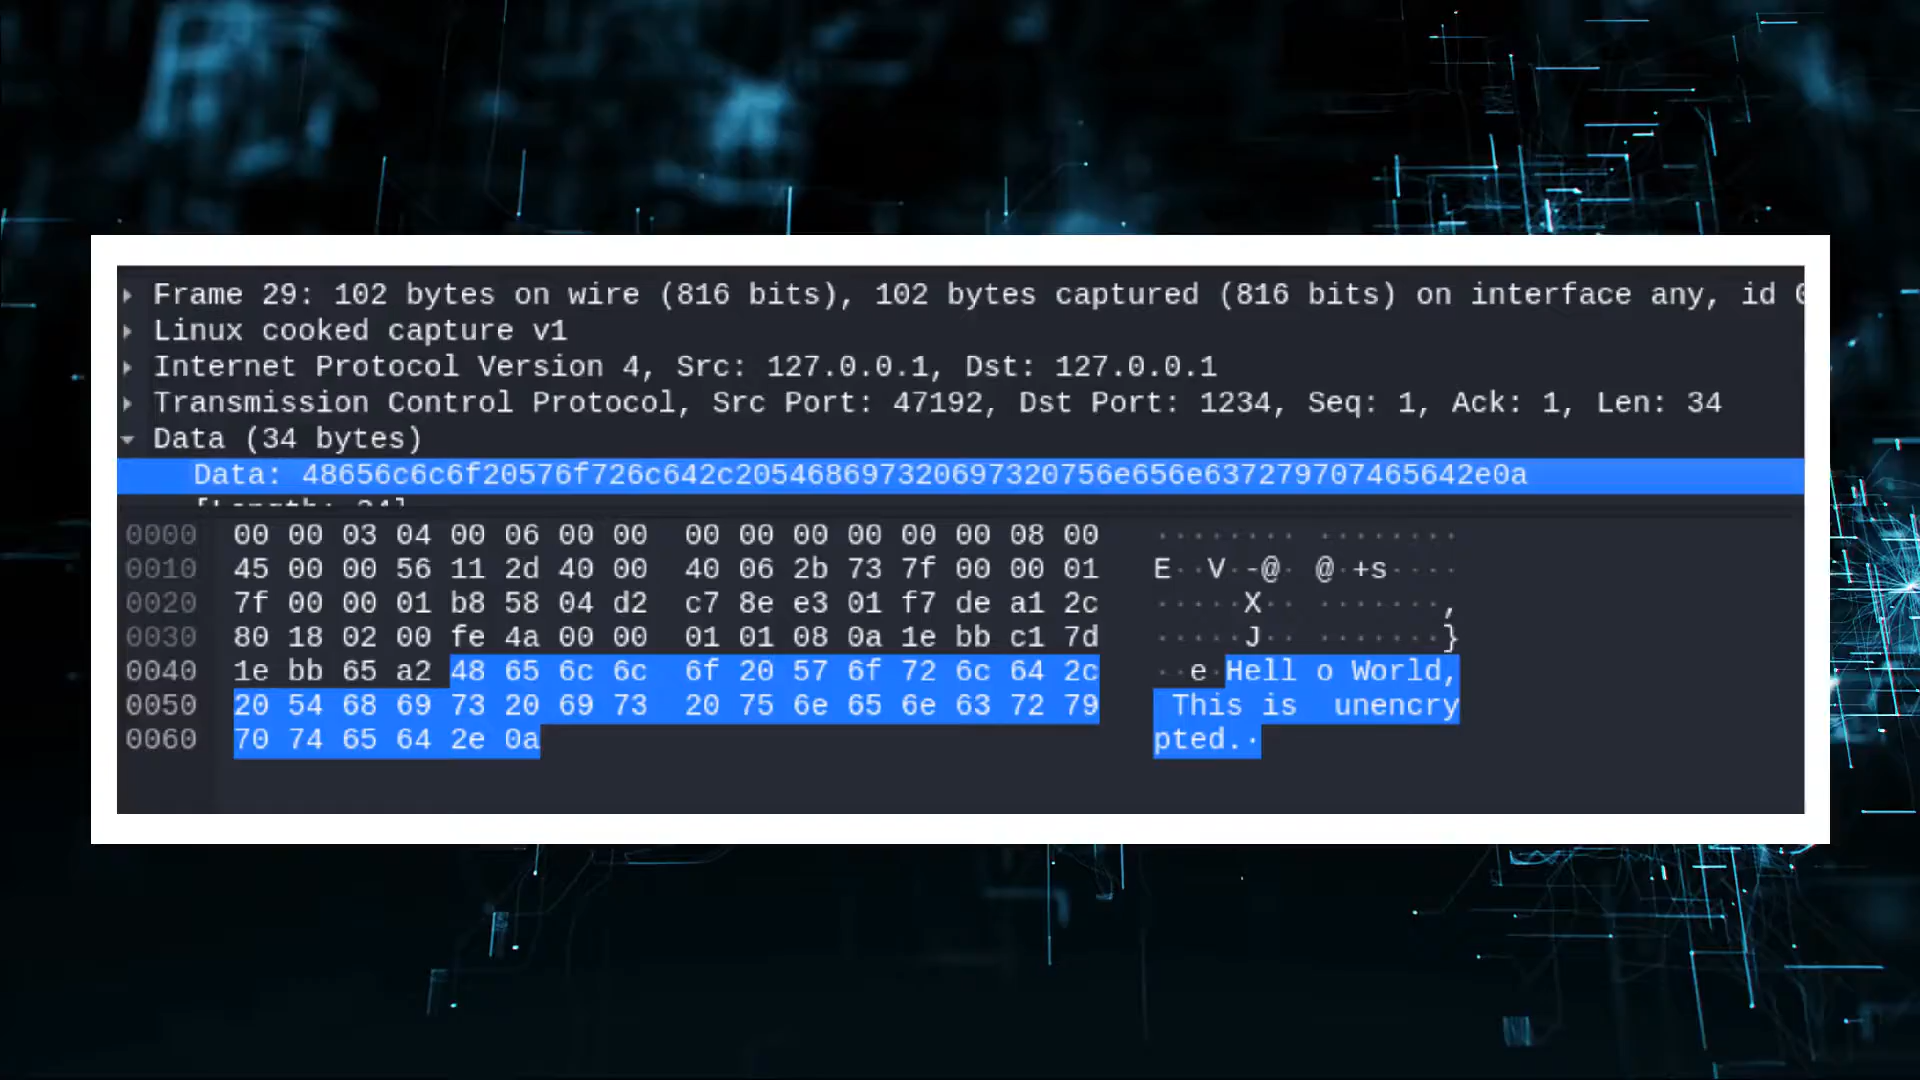 Frame 29: 102 bytes on wire (816 bits), 102 bytes captured (816 bits) on interface any, id
Linux cooked capture v1
Internet Protocol Version 4, Src: 127.0.0.1, Dst: 127.0.0.1
Transmission Control Protocol, Src Port: 47192, Dst Port: 1234, Seq: 1, Ack: 1, Len: 34
Data (34 bytes)
Data: 48656c6c6f20576f726c642c205468697320697320756e656e637279707465642e0a
0000 00 00 03 04 00 06 00 00 00 00 00 00 00 00 08 00 ········ ········
0010 45 00 00 56 11 2d 40 00 40 06 2b 73 7f 00 00 01 E··V·-@· @·+s····
0020 7f 00 00 01 b8 58 04 d2 c7 8e e3 01 f7 de a1 2c ·····X·· ·······,
0030 80 18 02 00 fe 4a 00 00 01 01 08 0a 1e bb c1 7d ·····J·· ·······}
0040 1e bb 65 a2 48 65 6c 6c 6f 20 57 6f 72 6c 64 2c ··e·Hell o World,
0050 20 54 68 69 73 20 69 73 20 75 6e 65 6e 63 72 79 This is unencry
0060 70 74 65 64 2e 0a pted.·